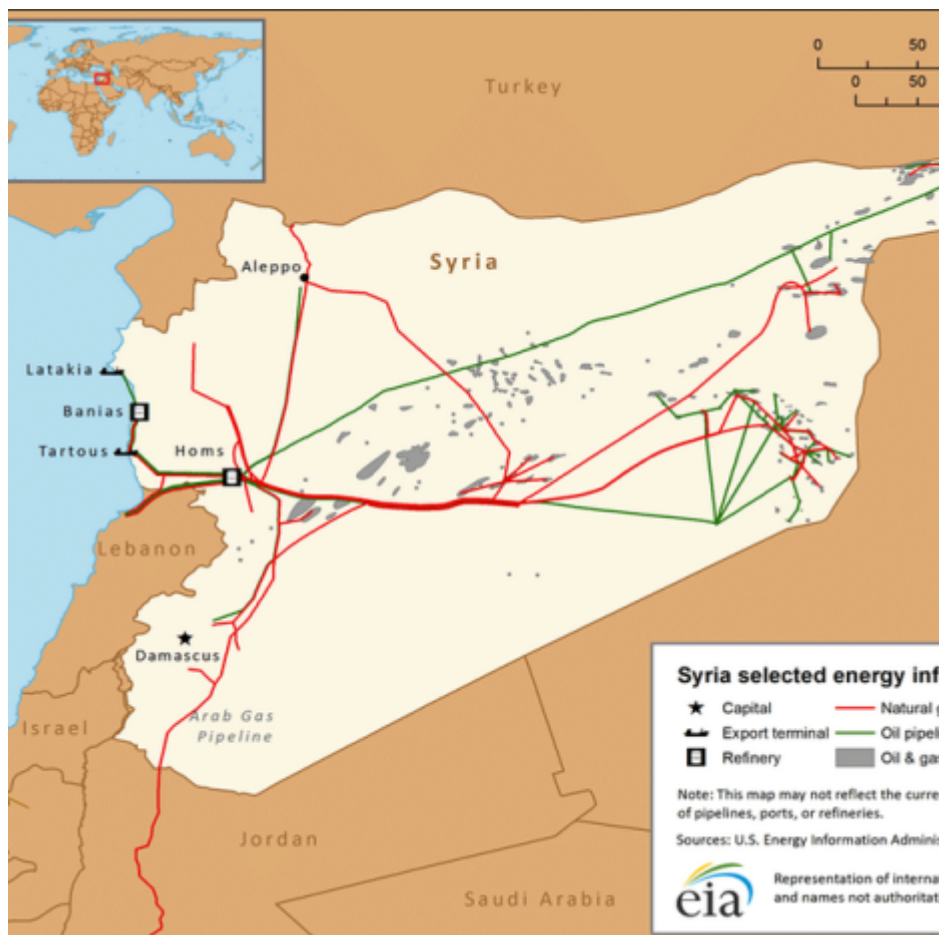 0 50
0 50
Turkey
Syria
Aleppo
Latakia
Banias
Tartous
Homs
Lebanon
Damascus
Israel
Arab Gas
Pipeline
Jordan
Saudi Arabia
Syria selected energy inf
Capital Natural g
Export terminal Oil pipeli
Refinery Oil & gas
Note: This map may not reflect the curre
of pipelines, ports, or refineries.
Sources: U.S. Energy Information Adminis
eia
Representation of interna
and names not authoritat